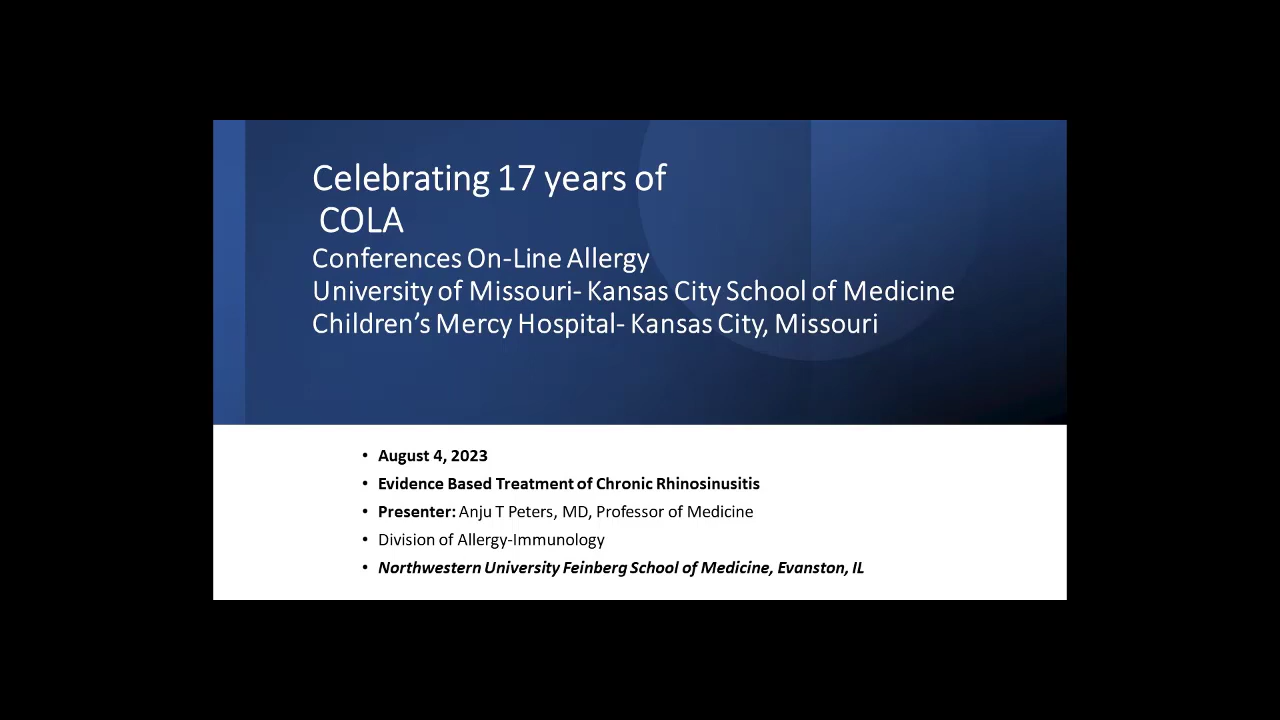 Celebrating 17 years of
COLA
Conferences On-Line Allergy
University of Missouri- Kansas City School of Medicine
Children’s Mercy Hospital- Kansas City, Missouri
• August 4, 2023
• Evidence Based Treatment of Chronic Rhinosinusitis
• Presenter: Anju T Peters, MD, Professor of Medicine
• Division of Allergy-Immunology
• Northwestern University Feinberg School of Medicine, Evanston, IL